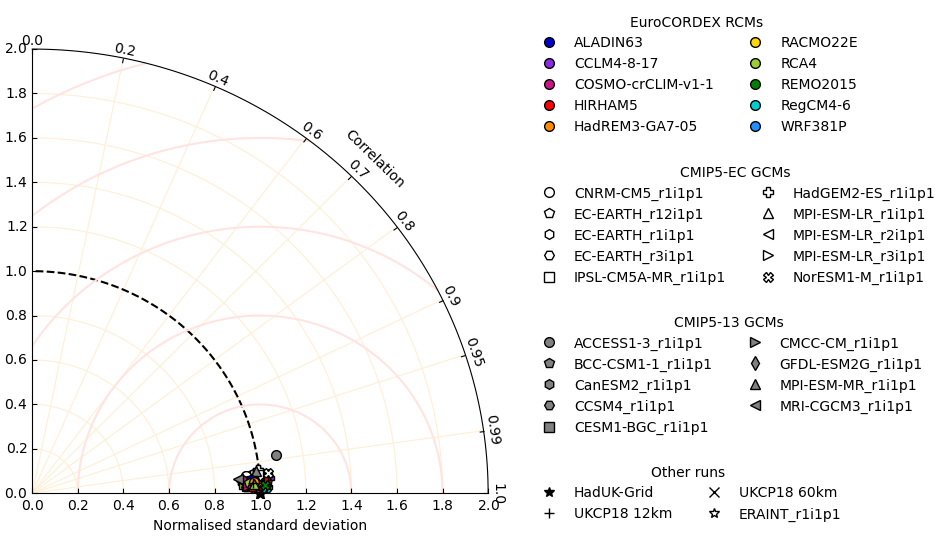 0.0
0.2
0.4
0.6
0.7
0.8
0.9
0.95
0.99
1.0
Correlation
2.0
1.8
1.6
1.4
1.2
1.0
0.8
0.6
0.4
0.2
0.0
0.0 0.2 0.4 0.6 0.8 1.0 1.2 1.4 1.6 1.8 2.0
Normalised standard deviation
EuroCORDEX RCMs
ALADIN63
CCLM4-8-17
COSMO-crCLIM-v1-1
HIRHAM5
HadREM3-GA7-05
RACMO22E
RCA4
REMO2015
RegCM4-6
WRF381P
CMIP5-EC GCMs
CNRM-CM5_r1i1p1
EC-EARTH_r12i1p1
EC-EARTH_r1i1p1
EC-EARTH_r3i1p1
IPSL-CM5A-MR_r1i1p1
HadGEM2-ES_r1i1p1
MPI-ESM-LR_r1i1p1
MPI-ESM-LR_r2i1p1
MPI-ESM-LR_r3i1p1
NorESM1-M_r1i1p1
CMIP5-13 GCMs
ACCESS1-3_r1i1p1
BCC-CSM1-1_r1i1p1
CanESM2_r1i1p1
CCSM4_r1i1p1
CESM1-BGC_r1i1p1
CMCC-CM_r1i1p1
GFDL-ESM2G_r1i1p1
MPI-ESM-MR_r1i1p1
MRI-CGCM3_r1i1p1
Other runs
HadUK-Grid
UKCP18 12km
UKCP18 60km
ERAINT_r1i1p1